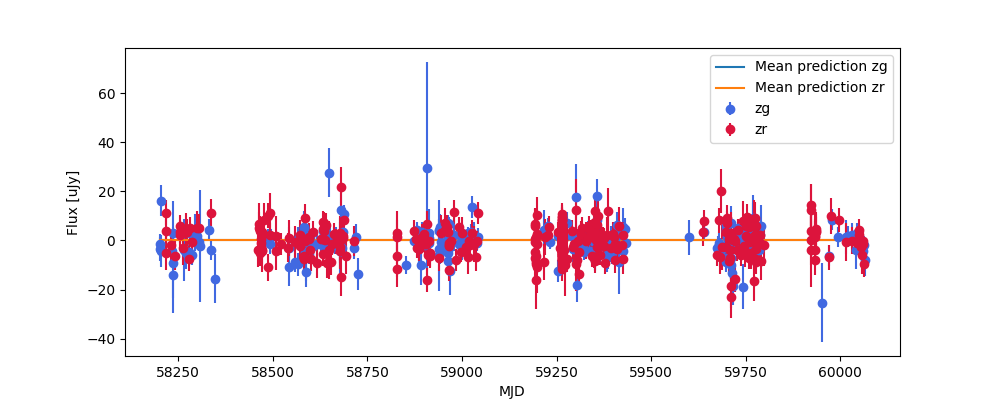 Mean prediction zg
Mean prediction zr
zg
zr
60
40
20
0
−20
−40
Flux [uJy]
58250
58500
58750
59000
59250
59500
59750
60000
MJD